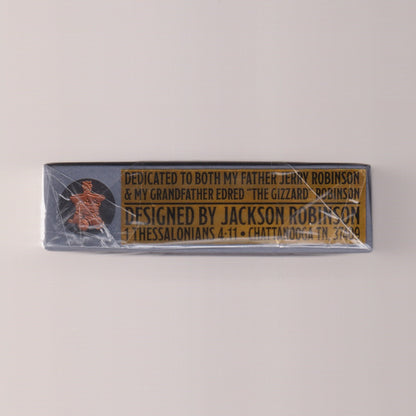 DEDICATED TO BOTH MY FATHER JERRY ROBINSON
& MY GRANDFATHER EDRED "THE GIZZARD" ROBINSON
DESIGNED BY JACKSON ROBINSON
1 THESSALONIANS 4:11 • CHATTANOOGA TN, 37409